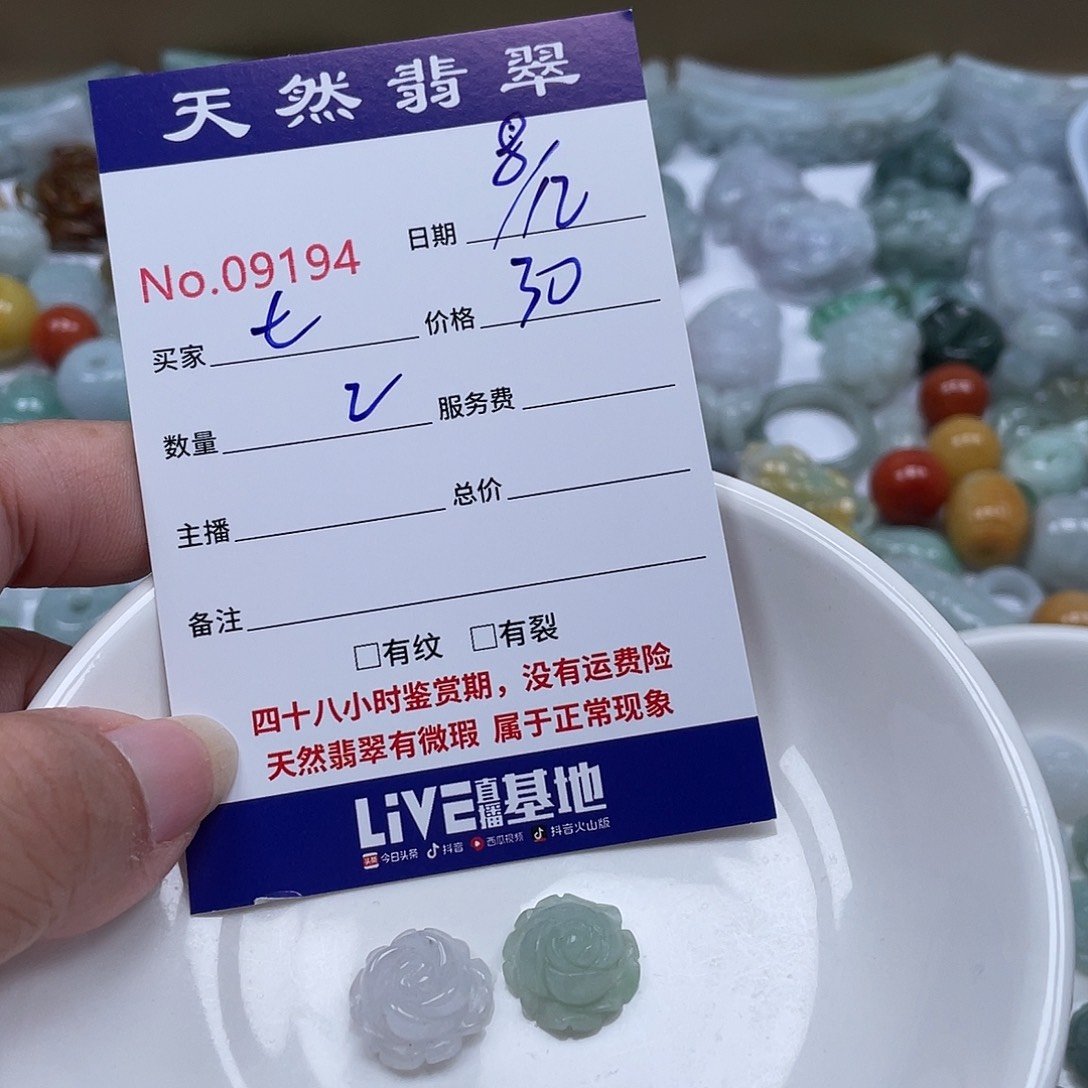 天然翡翠
日期 8/12
No.09194
买家 七 价格 30
数量 2 服务费
主播 总价
备注
□有纹 □有裂
四十八小时鉴赏期，没有运费险
天然翡翠有微瑕 属于正常现象
LiVE直播基地
头条 今日头条 抖音 西瓜视频 抖音火山版